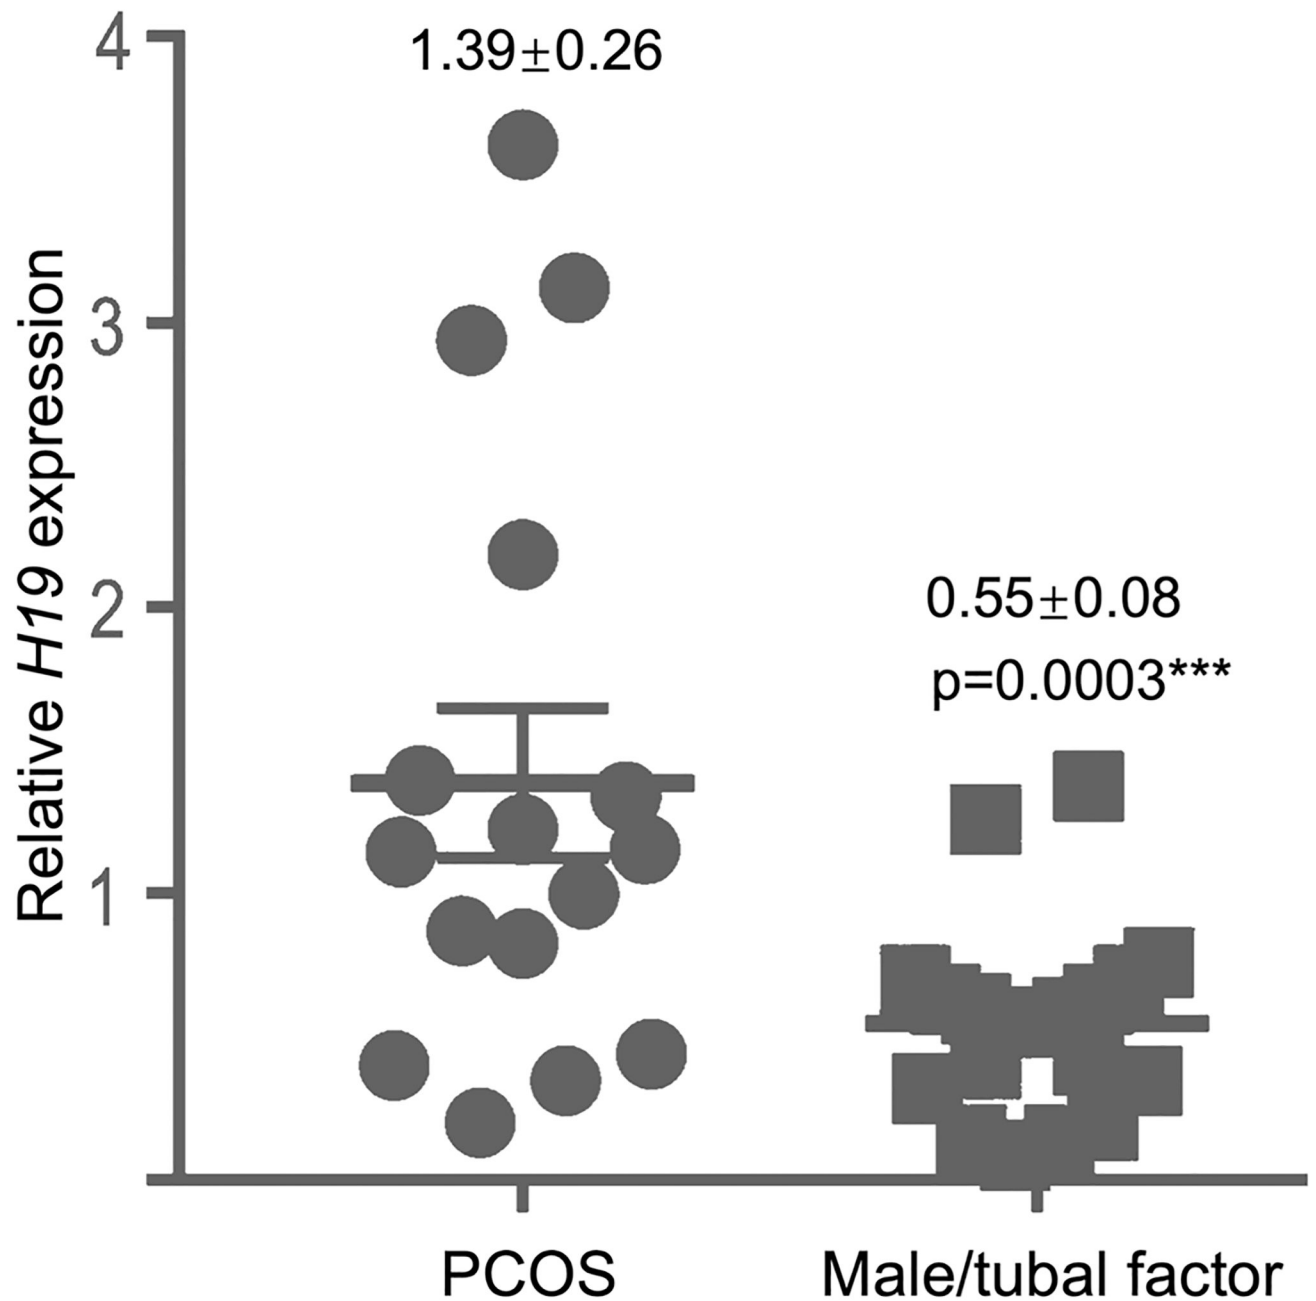 Relative H19 expression
4
3
2
1
1.39±0.26
0.55±0.08
p=0.0003***
PCOS
Male/tubal factor